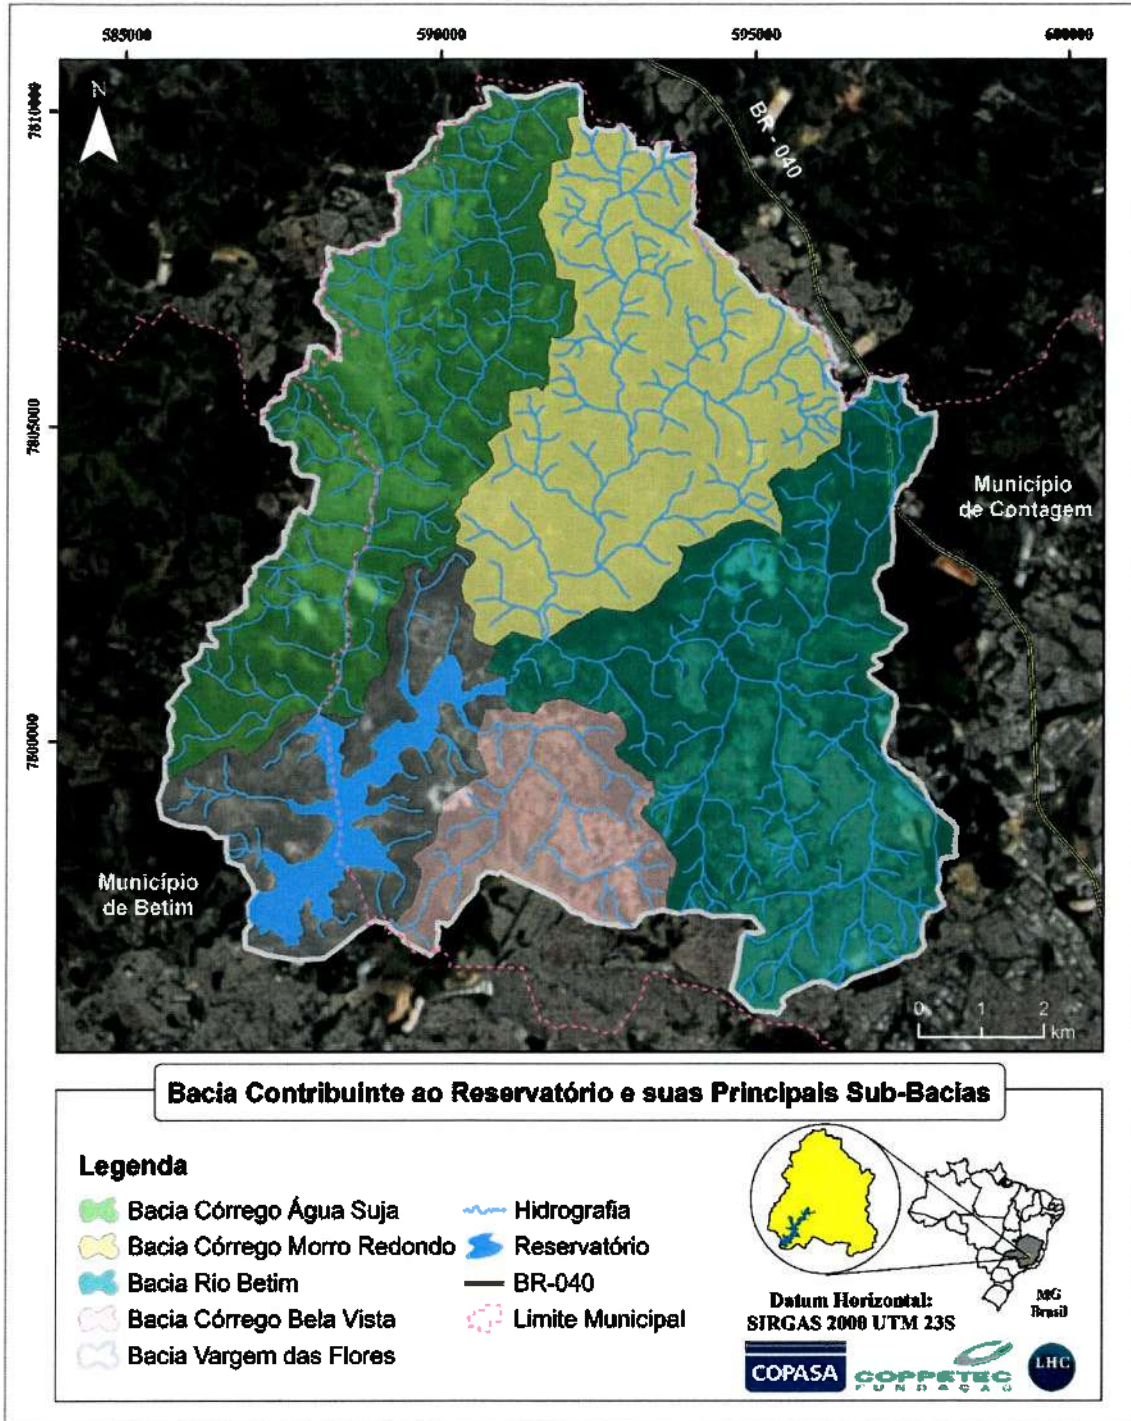 585000
590000
595000
600000
7810000
7805000
7800000
N
BR - 040
Município
de Contagem
Município
de Betim
0 1 2
km
Bacia Contribuinte ao Reservatório e suas Principais Sub-Bacias
Legenda
Bacia Córrego Água Suja
Bacia Córrego Morro Redondo
Bacia Rio Betim
Bacia Córrego Bela Vista
Bacia Vargem das Flores
Hidrografia
Reservatório
BR-040
Limite Municipal
MG
Brasil
Datum Horizontal:
SIRGAS 2000 UTM 23S
COPASA
COPPETEC
FUNDAÇÃO
LHC